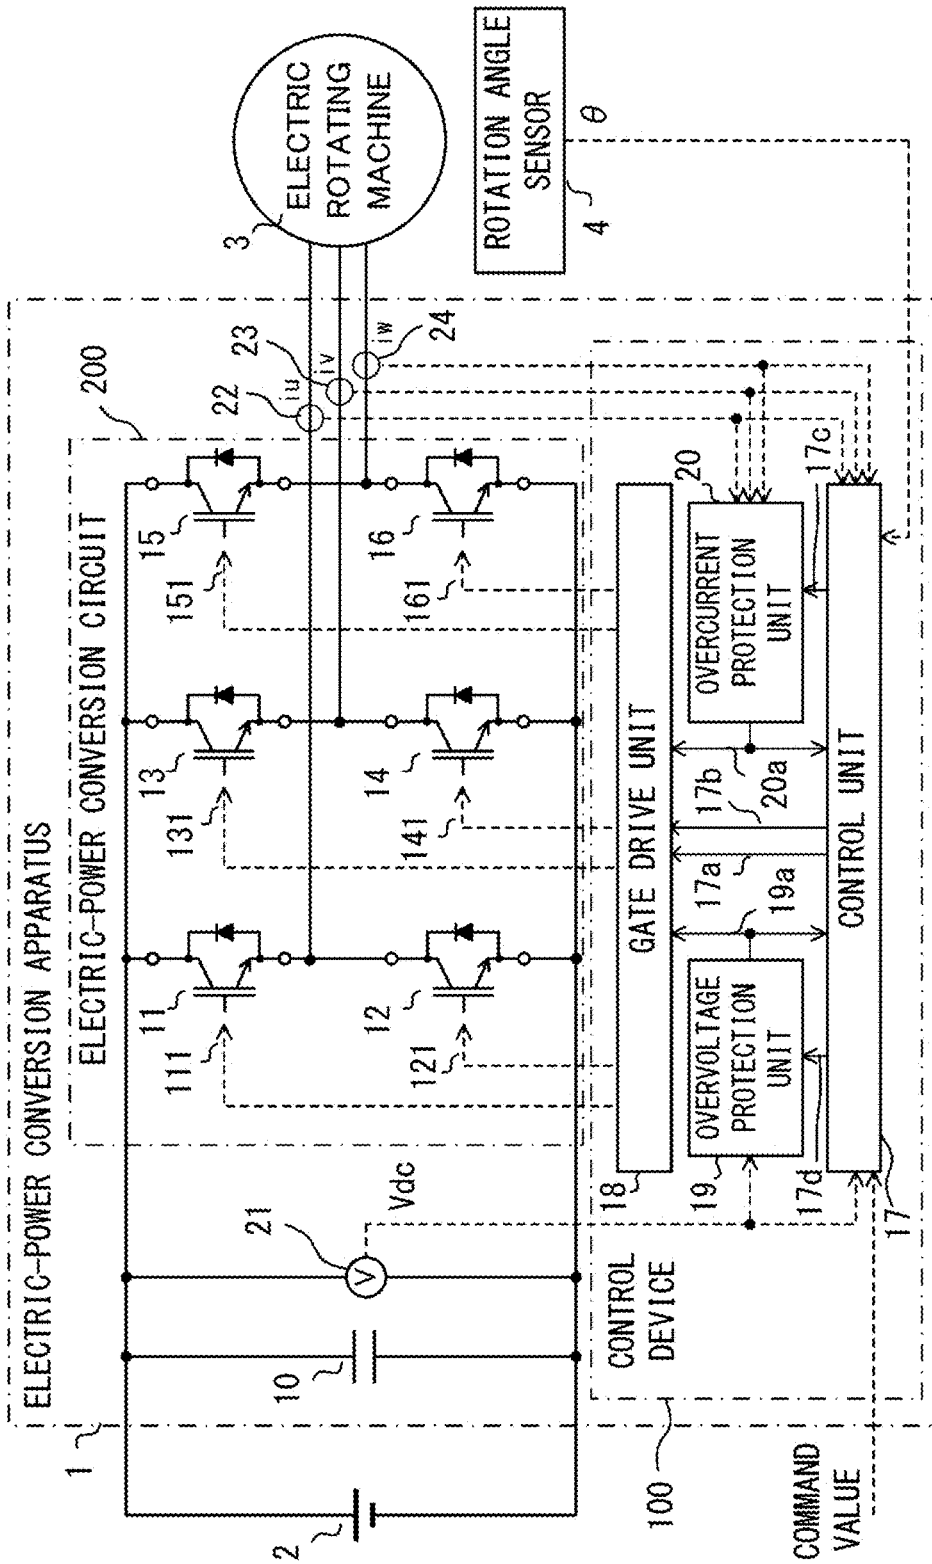 ELECTRIC-POWER CONVERSION APPARATUS
1
ELECTRIC-POWER CONVERSION CIRCUIT
200
2
10
21
V
Vdc
11
111
12
121
13
131
14
141
15
151
16
161
22
iu
23
iv
24
iw
3
ELECTRIC
ROTATING
MACHINE
ROTATION ANGLE
SENSOR
4
θ
CONTROL
DEVICE
100
18
GATE DRIVE UNIT
19
OVERVOLTAGE
PROTECTION
UNIT
17d
19a
17a
17b
20a
20
OVERCURRENT
PROTECTION
UNIT
17c
17
CONTROL UNIT
COMMAND
VALUE